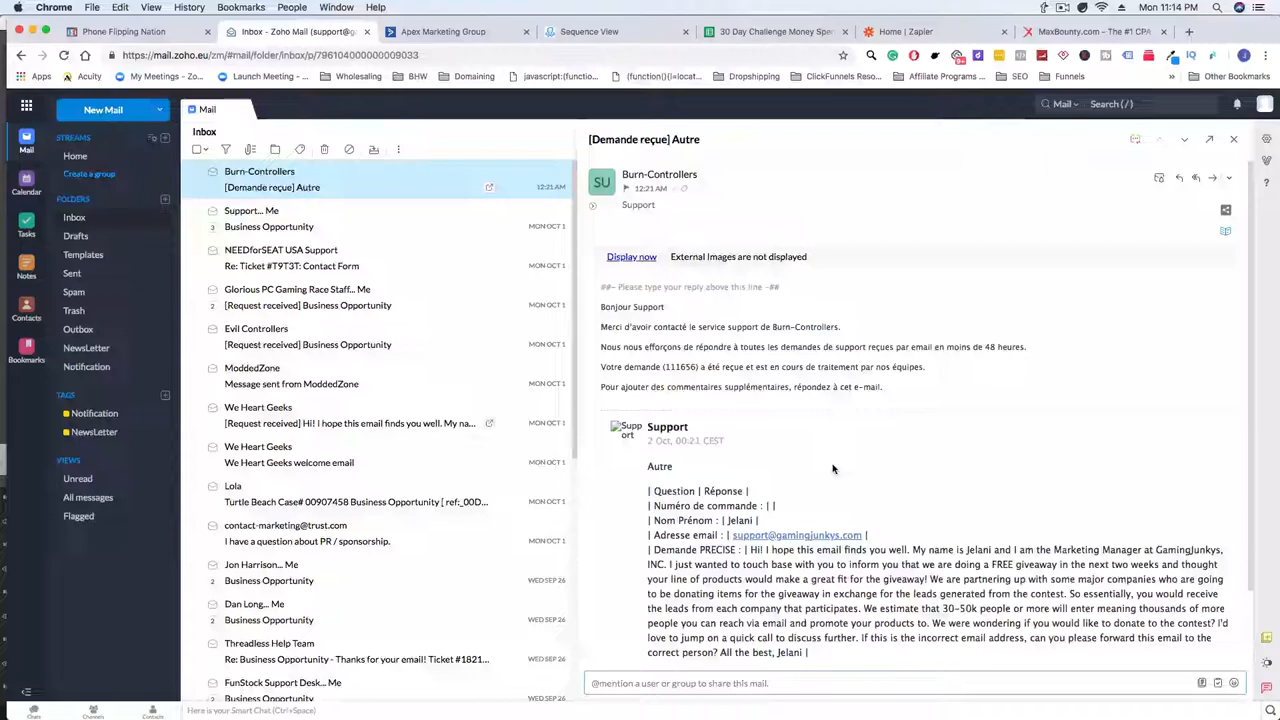 Chrome File Edit View History Bookmarks People Window Help
Mon 11:14 PM
Phone Flipping Nation
Inbox - Zoho Mail (support@g
Apex Marketing Group
Sequence View
30 Day Challenge Money Spe
Home | Zapier
MaxBounty.com - The #1 CPA
https://mail.zoho.eu/zm/#mail/folder/inbox/p/796104000000009033
Apps Acuity My Meetings - Zo... Launch Meeting -... Wholesaling BHW Domaining javascript:(functio... (function(){l=locat... Dropshipping ClickFunnels Reso... Affiliate Programs ... SEO Funnels » Other Bookmarks
New Mail
Mail
Mail Search ( / )
Mail
Calendar
Tasks
Notes
Contacts
Bookmarks
STREAMS
Home
Create a group
FOLDERS
Inbox
Drafts
Templates
Sent
Spam
Trash
Outbox
NewsLetter
Notification
TAGS
Notification
NewsLetter
VIEWS
Unread
All messages
Flagged
Inbox
Burn-Controllers
[Demande reçue] Autre 12:21 AM
Support... Me
3 Business Opportunity MON OCT 1
NEEDforSEAT USA Support
Re: Ticket #T9T3T: Contact Form MON OCT 1
Glorious PC Gaming Race Staff... Me
2 [Request received] Business Opportunity MON OCT 1
Evil Controllers
[Request received] Business Opportunity MON OCT 1
ModdedZone
Message sent from ModdedZone MON OCT 1
We Heart Geeks
[Request received] Hi! I hope this email finds you well. My na... MON OCT 1
We Heart Geeks
We Heart Geeks welcome email MON OCT 1
Lola
Turtle Beach Case# 00907458 Business Opportunity [ ref:_00D... MON OCT 1
contact-marketing@trust.com
I have a question about PR / sponsorship. MON OCT 1
Jon Harrison... Me
2 Business Opportunity WED SEP 26
Dan Long... Me
2 Business Opportunity WED SEP 26
Threadless Help Team
Re: Business Opportunity - Thanks for your email! Ticket #1821... WED SEP 26
FunStock Support Desk... Me
2 Business Opportunity WED SEP 26
[Demande reçue] Autre
SU
Burn-Controllers
12:21 AM
Support
Display now External Images are not displayed
##- Please type your reply above this line -##
Bonjour Support
Merci d'avoir contacté le service support de Burn-Controllers.
Nous nous efforçons de répondre à toutes les demandes de support reçues par email en moins de 48 heures.
Votre demande (111656) a été reçue et est en cours de traitement par nos équipes.
Pour ajouter des commentaires supplémentaires, répondez à cet e-mail.
Support
Support
2 Oct, 00:21 CEST
Autre
| Question | Réponse |
| Numéro de commande : | |
| Nom Prénom : | Jelani |
| Adresse email : | support@gamingjunkys.com |
| Demande PRECISE : | Hi! I hope this email finds you well. My name is Jelani and I am the Marketing Manager at GamingJunkys,
INC. I just wanted to touch base with you to inform you that we are doing a FREE giveaway in the next two weeks and thought
your line of products would make a great fit for the giveaway! We are partnering up with some major companies who are going
to be donating items for the giveaway in exchange for the leads generated from the contest. So essentially, you would receive
the leads from each company that participates. We estimate that 30-50k people or more will enter meaning thousands of more
people you can reach via email and promote your products to. We were wondering if you would like to donate to the contest? I'd
love to jump on a quick call to discuss further. If this is the incorrect email address, can you please forward this email to the
correct person? All the best, Jelani |
@mention a user or group to share this mail.
Chats Channels Contacts
Here is your Smart Chat (Ctrl+Space)